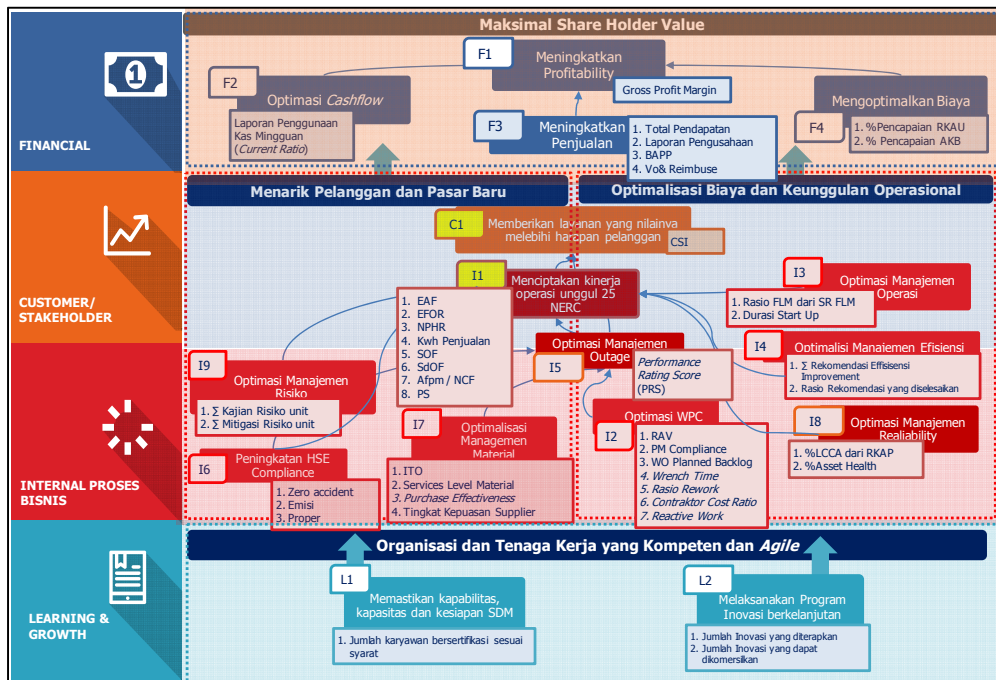 Maksimal Share Holder Value
FINANCIAL
F1
Meningkatkan
Profitability
Gross Profit Margin
F2
Optimasi Cashflow
Laporan Penggunaan
Kas Mingguan
(Current Ratio)
F3
Meningkatkan
Penjualan
1. Total Pendapatan
2. Laporan Pengusahaan
3. BAPP
4. Vo& Reimbuse
Mengoptimalkan Biaya
F4
1. %Pencapaian RKAU
2. % Pencapaian AKB
Menarik Pelanggan dan Pasar Baru
Optimalisasi Biaya dan Keunggulan Operasional
CUSTOMER/
STAKEHOLDER
C1
Memberikan layanan yang nilainya
melebihi harapan pelanggan
CSI
I1
Menciptakan kinerja
operasi unggul 25
NERC
1. EAF
2. EFOR
3. NPHR
4. Kwh Penjualan
5. SOF
6. SdOF
7. Afpm / NCF
8. PS
I3
Optimasi Manajemen
Operasi
1. Rasio FLM dari SR FLM
2. Durasi Start Up
I4
Optimalisi Manajemen Efisiensi
1. Σ Rekomendasi Effisisensi
Improvement
2. Rasio Rekomendasi yang diselesaikan
INTERNAL PROSES
BISNIS
Optimasi Manajemen
Outage
I5
Performance
Rating Score
(PRS)
I9
Optimasi Manajemen
Risiko
1. Σ Kajian Risiko unit
2. Σ Mitigasi Risiko unit
I6
Peningkatan HSE
Compliance
1. Zero accident
2. Emisi
3. Proper
I7
Optimalisasi
Managemen
Material
1. ITO
2. Services Level Material
3. Purchase Effectiveness
4. Tingkat Kepuasan Supplier
Optimasi WPC
I2
1. RAV
2. PM Compliance
3. WO Planned Backlog
4. Wrench Time
5. Rasio Rework
6. Contraktor Cost Ratio
7. Reactive Work
I8
Optimasi Manajemen
Realiability
1. %LCCA dari RKAP
2. %Asset Health
Organisasi dan Tenaga Kerja yang Kompeten dan Agile
LEARNING &
GROWTH
L1
Memastikan kapabilitas,
kapasitas dan kesiapan SDM
1. Jumlah karyawan bersertifikasi sesuai
syarat
L2
Melaksanakan Program
Inovasi berkelanjutan
1. Jumlah Inovasi yang diterapkan
2. Jumlah Inovasi yang dapat
dikomersilkan